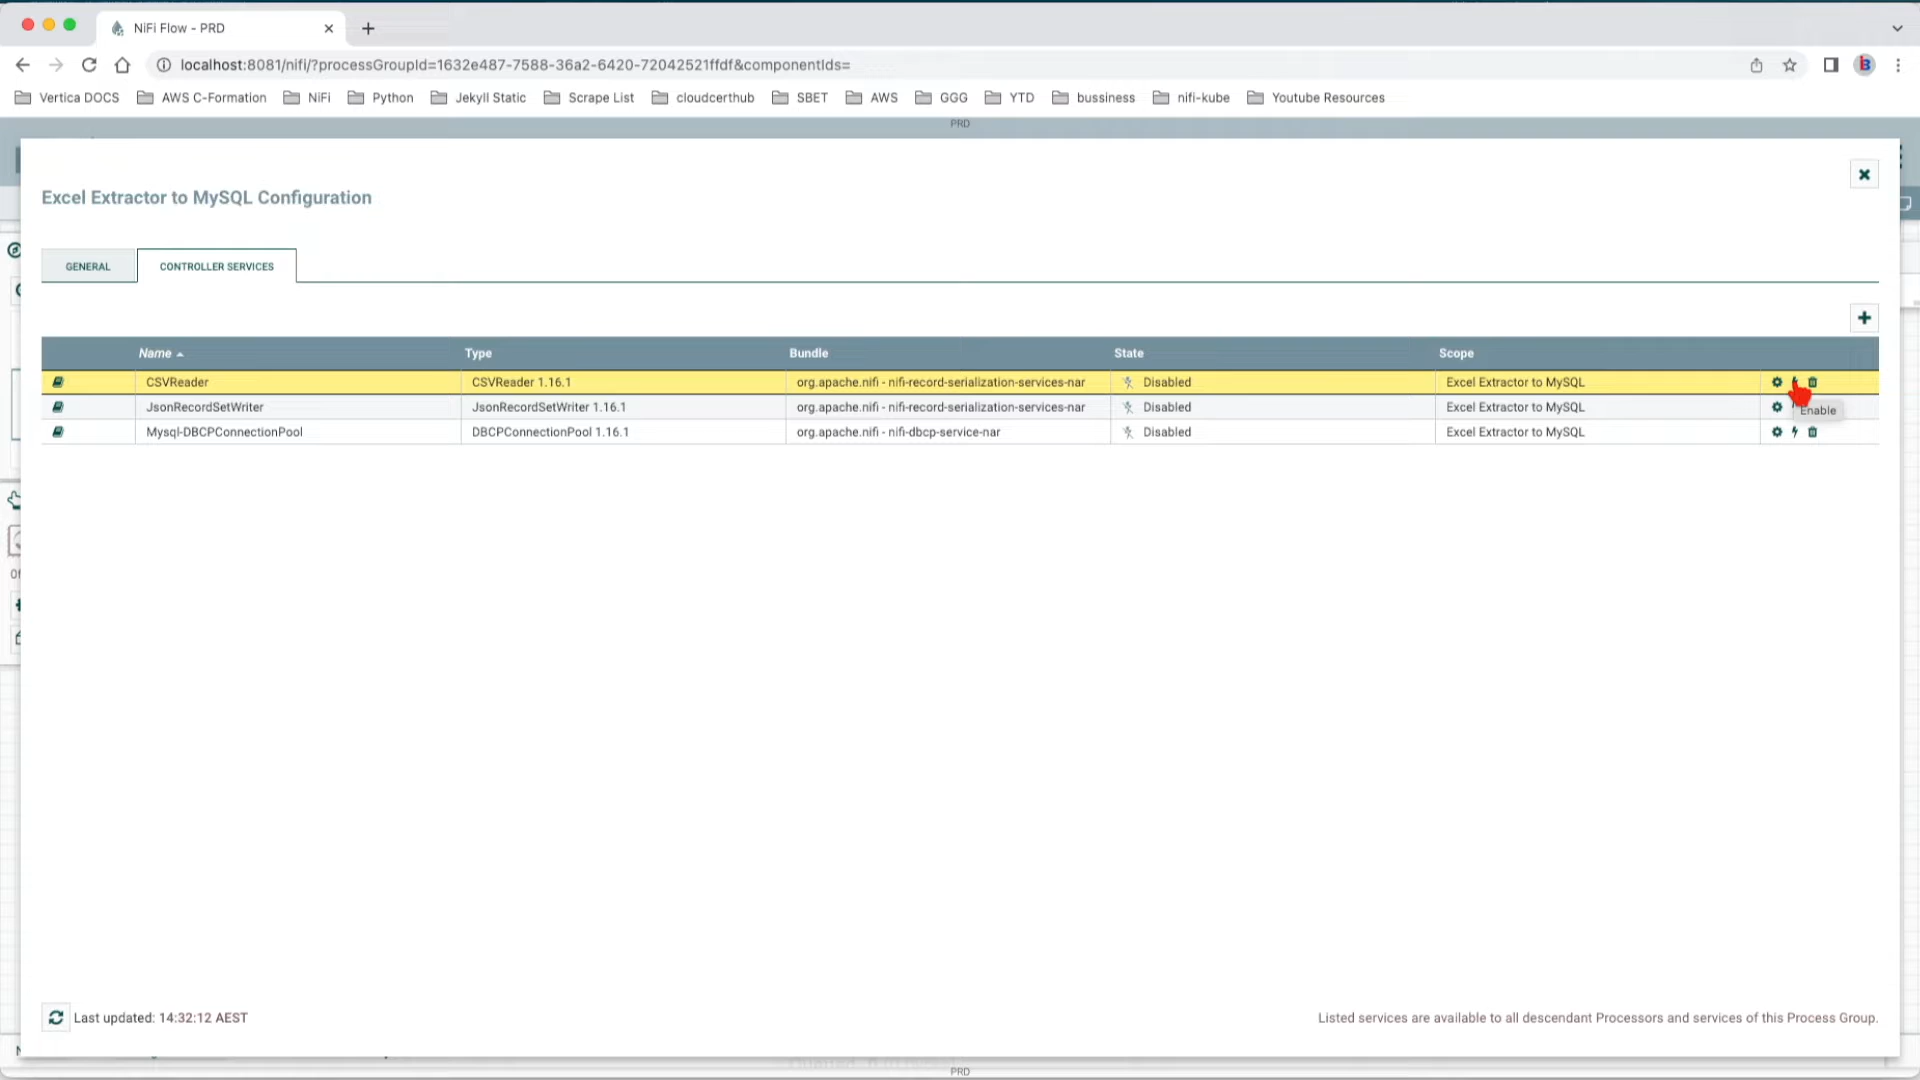 NiFi Flow - PRD
localhost:8081/nifi/?processGroupId=1632e487-7588-36a2-6420-72042521ffdf&componentIds=
Vertica DOCS AWS C-Formation NiFi Python Jekyll Static Scrape List cloudcerthub SBET AWS GGG YTD bussiness nifi-kube Youtube Resources
PRD
Excel Extractor to MySQL Configuration
GENERAL CONTROLLER SERVICES
Name Type Bundle State Scope
CSVReader CSVReader 1.16.1 org.apache.nifi - nifi-record-serialization-services-nar Disabled Excel Extractor to MySQL
JsonRecordSetWriter JsonRecordSetWriter 1.16.1 org.apache.nifi - nifi-record-serialization-services-nar Disabled Excel Extractor to MySQL
Enable
Mysql-DBCPConnectionPool DBCPConnectionPool 1.16.1 org.apache.nifi - nifi-dbcp-service-nar Disabled Excel Extractor to MySQL
Last updated: 14:32:12 AEST
Listed services are available to all descendant Processors and services of this Process Group.
PRD